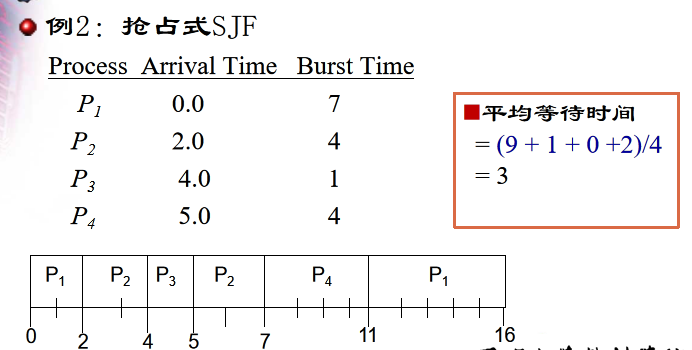 例2：抢占式SJF
Process Arrival Time Burst Time
P1 0.0 7
P2 2.0 4
P3 4.0 1
P4 5.0 4
平均等待时间
= (9 + 1 + 0 +2)/4
= 3
P1 P2 P3 P2 P4 P1
0 2 4 5 7 11 16